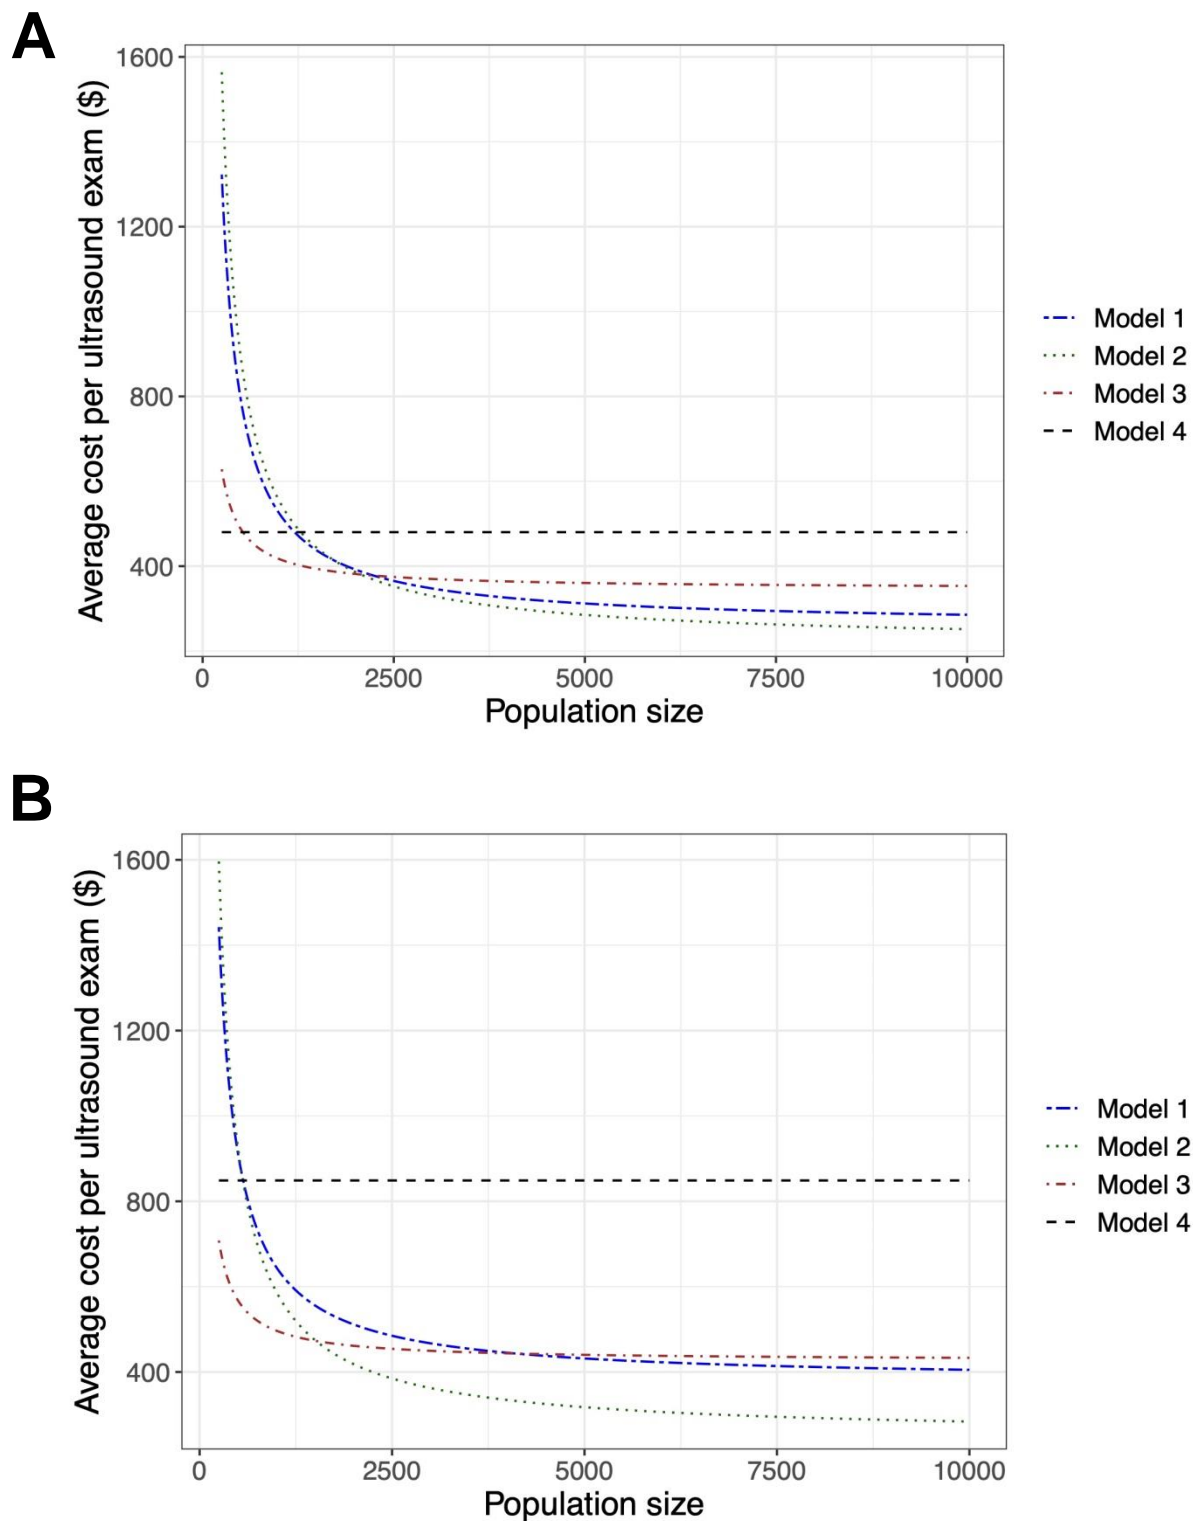 A
Average cost per ultrasound exam ($)
1600
1200
800
400
0 2500 5000 7500 10000
Population size
Model 1
Model 2
Model 3
Model 4
B
Average cost per ultrasound exam ($)
1600
1200
800
400
0 2500 5000 7500 10000
Population size
Model 1
Model 2
Model 3
Model 4